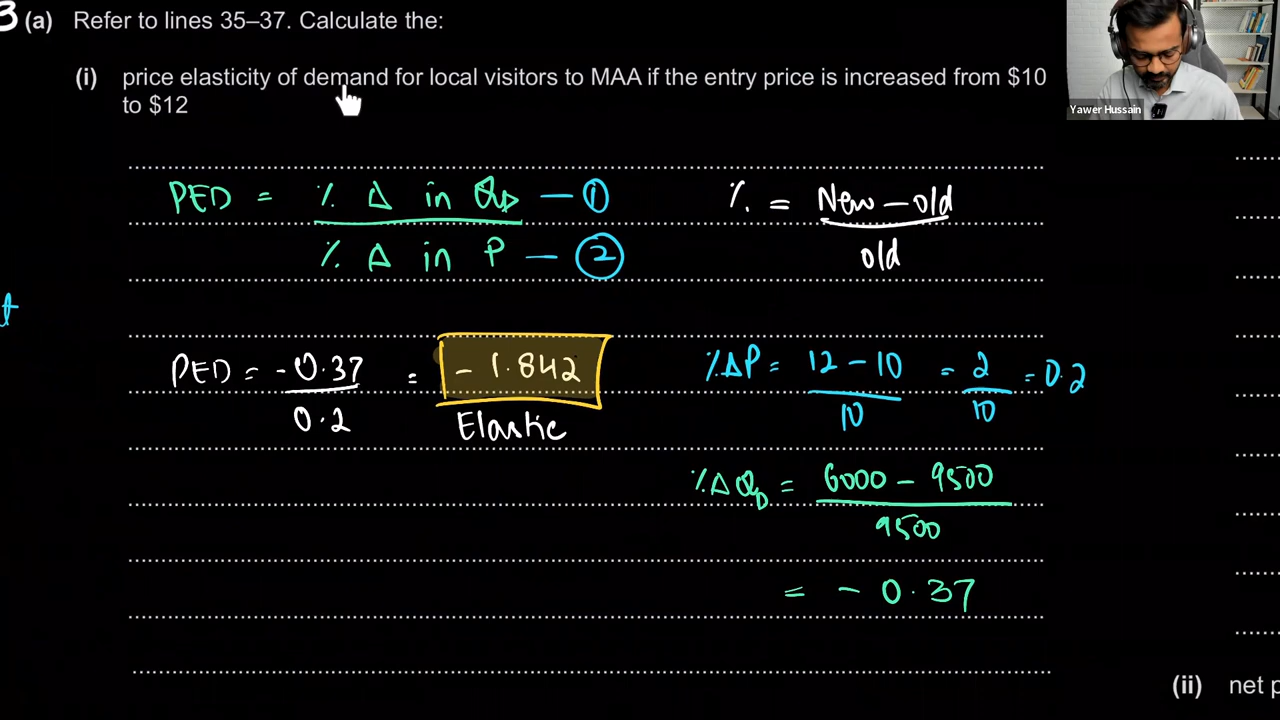 3 (a) Refer to lines 35–37. Calculate the:
(i) price elasticity of demand for local visitors to MAA if the entry price is increased from $10
to $12
Yawer Hussain
PED = % Δ in QD — ①
% Δ in P — ②
% = New – old
old
t
PED = - 0.37 = - 1.842
0.2 Elastic
% ΔP = 12 – 10 = 2 = 0.2
10 10
% Δ QD = 6000 – 9500
9500
= - 0.37
(ii) net p